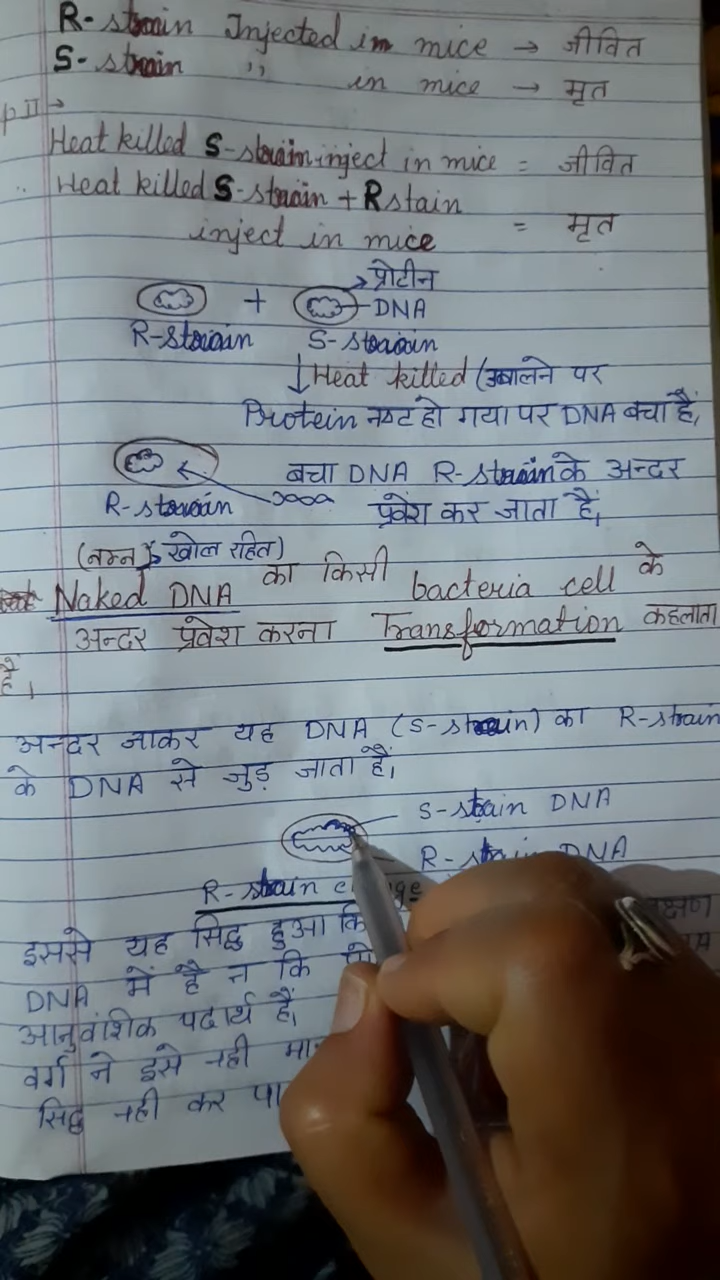 R-strain Injected in mice → जीवित
S-strain ,, in mice → मृत
pII →
Heat killed S-strain inject in mice = जीवित
Heat killed S-strain + R stain
inject in mice = मृत
→ प्रोटीन
+ DNA
R-strain S-strain
↓ Heat killed (उबालने पर
Protein नष्ट हो गया पर DNA बचा है,
बचा DNA R-strain के अन्दर
R-strain प्रवेश कर जाता है,
(नग्न खोल रहित)
Naked DNA का किसी bacteria cell के
अन्दर प्रवेश करना Transformation कहलाता
है,
अन्दर जाकर यह DNA (S-strain) का R-strain
के DNA से जुड़ जाता है,
S-stain DNA
R-strain DNA
R-strain
इससे यह सिद्ध हुआ कि
DNA में है न कि
आनुवांशिक पदार्थ है,
वर्ग ने इसे नही
सिद्ध नही कर